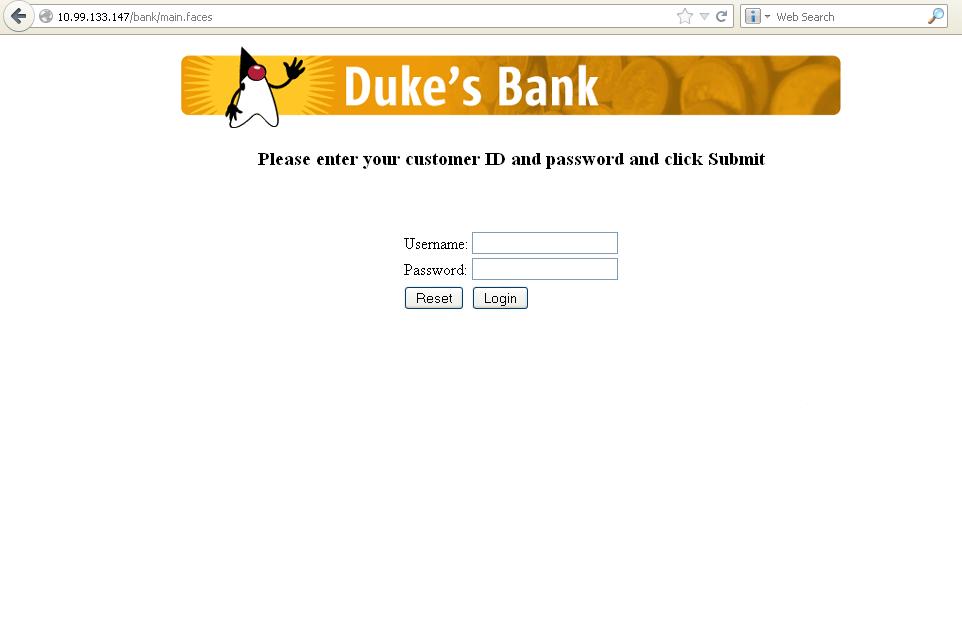 10.99.133.147/bank/main.faces
Web Search
Duke's Bank
Please enter your customer ID and password and click Submit
Username:
Password:
Reset Login